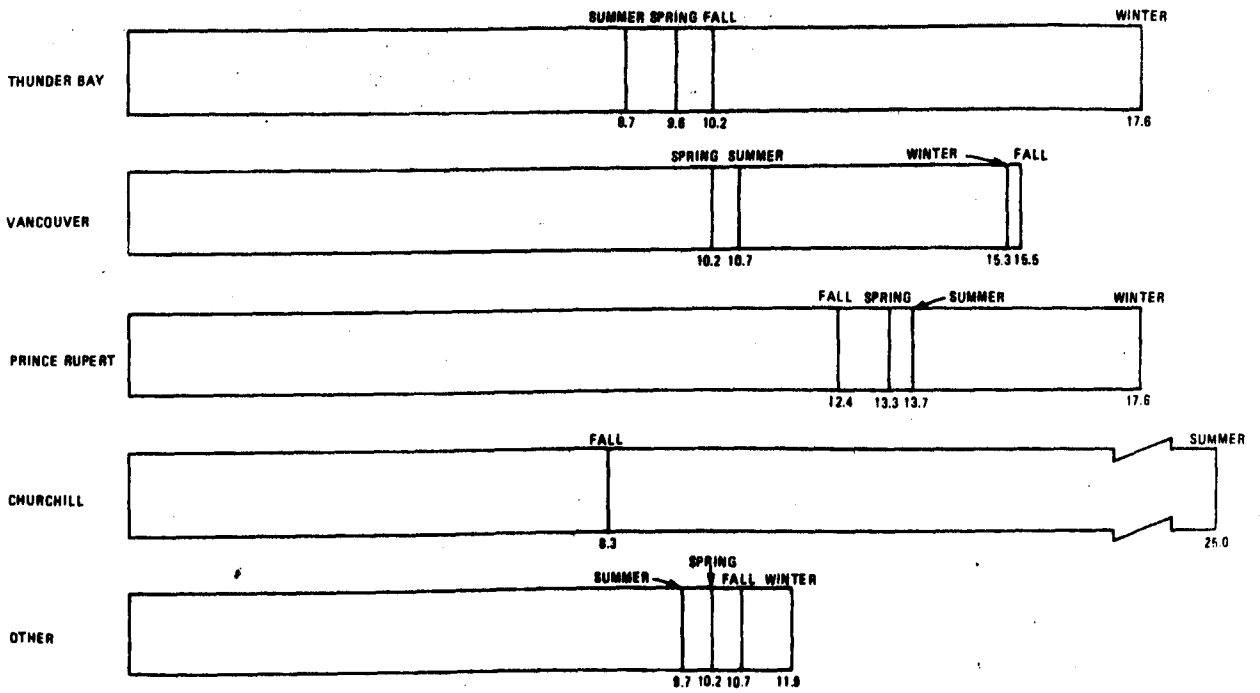 SUMMER SPRING FALL WINTER
THUNDER BAY
8.7 9.6 10.2 17.6
SPRING SUMMER WINTER FALL
VANCOUVER
10.2 10.7 15.3 15.5
FALL SPRING SUMMER WINTER
PRINCE RUPERT
12.4 13.3 13.7 17.6
FALL SUMMER
CHURCHILL
8.3 25.0
SPRING
SUMMER FALL WINTER
OTHER
9.7 10.2 10.7 11.9